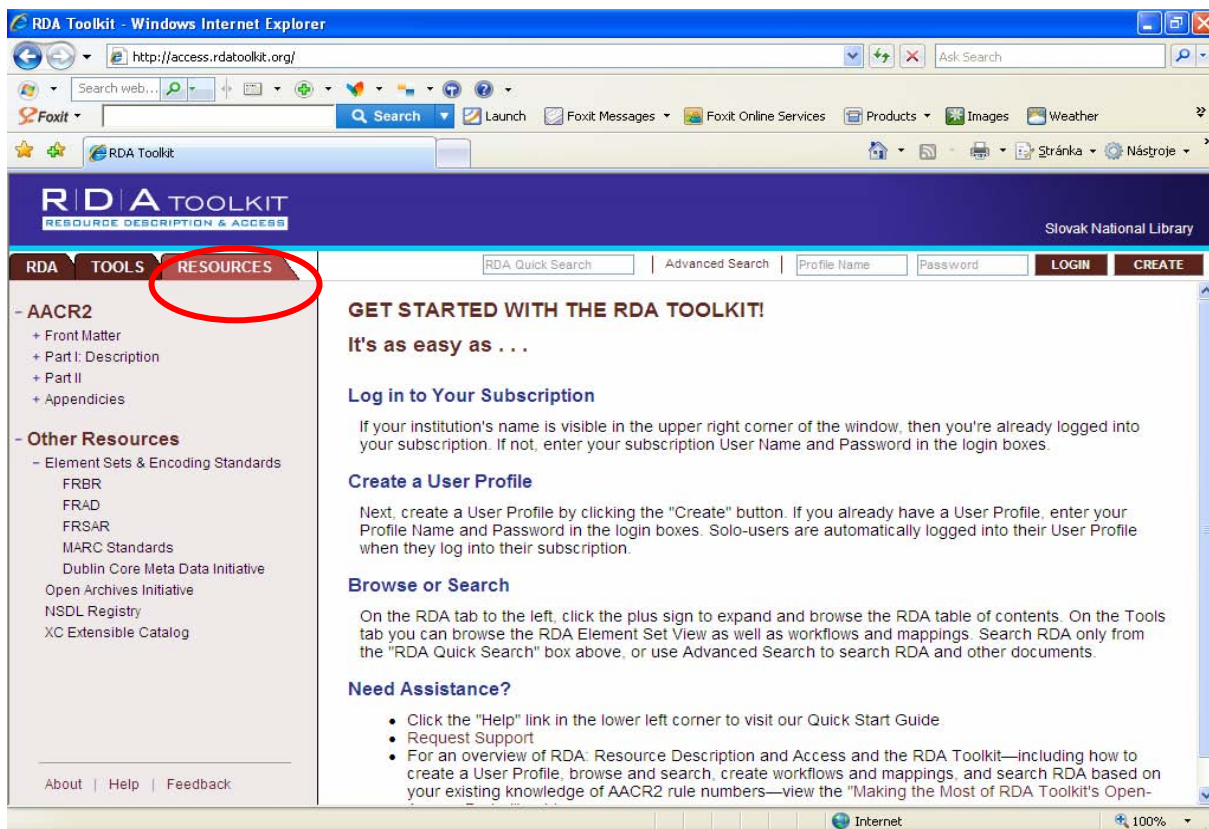 RDA Toolkit - Windows Internet Explorer
http://access.rdatoolkit.org/
Ask Search
Search web...
Foxit
Search
Launch
Foxit Messages
Foxit Online Services
Products
Images
Weather
RDA Toolkit
Stránka
Nástroje
R|D|A TOOLKIT
RESOURCE DESCRIPTION & ACCESS
Slovak National Library
RDA
TOOLS
RESOURCES
RDA Quick Search
Advanced Search
Profile Name
Password
LOGIN
CREATE
- AACR2
+ Front Matter
+ Part I: Description
+ Part II
+ Appendicies
- Other Resources
- Element Sets & Encoding Standards
FRBR
FRAD
FRSAR
MARC Standards
Dublin Core Meta Data Initiative
Open Archives Initiative
NSDL Registry
XC Extensible Catalog
About | Help | Feedback
GET STARTED WITH THE RDA TOOLKIT!
It's as easy as . . .
Log in to Your Subscription
If your institution's name is visible in the upper right corner of the window, then you're already logged into
your subscription. If not, enter your subscription User Name and Password in the login boxes.
Create a User Profile
Next, create a User Profile by clicking the "Create" button. If you already have a User Profile, enter your
Profile Name and Password in the login boxes. Solo-users are automatically logged into their User Profile
when they log into their subscription.
Browse or Search
On the RDA tab to the left, click the plus sign to expand and browse the RDA table of contents. On the Tools
tab you can browse the RDA Element Set View as well as workflows and mappings. Search RDA only from
the "RDA Quick Search" box above, or use Advanced Search to search RDA and other documents.
Need Assistance?
• Click the "Help" link in the lower left corner to visit our Quick Start Guide
• Request Support
• For an overview of RDA: Resource Description and Access and the RDA Toolkit—including how to
create a User Profile, browse and search, create workflows and mappings, and search RDA based on
your existing knowledge of AACR2 rule numbers—view the "Making the Most of RDA Toolkit's Open-
Internet
100%